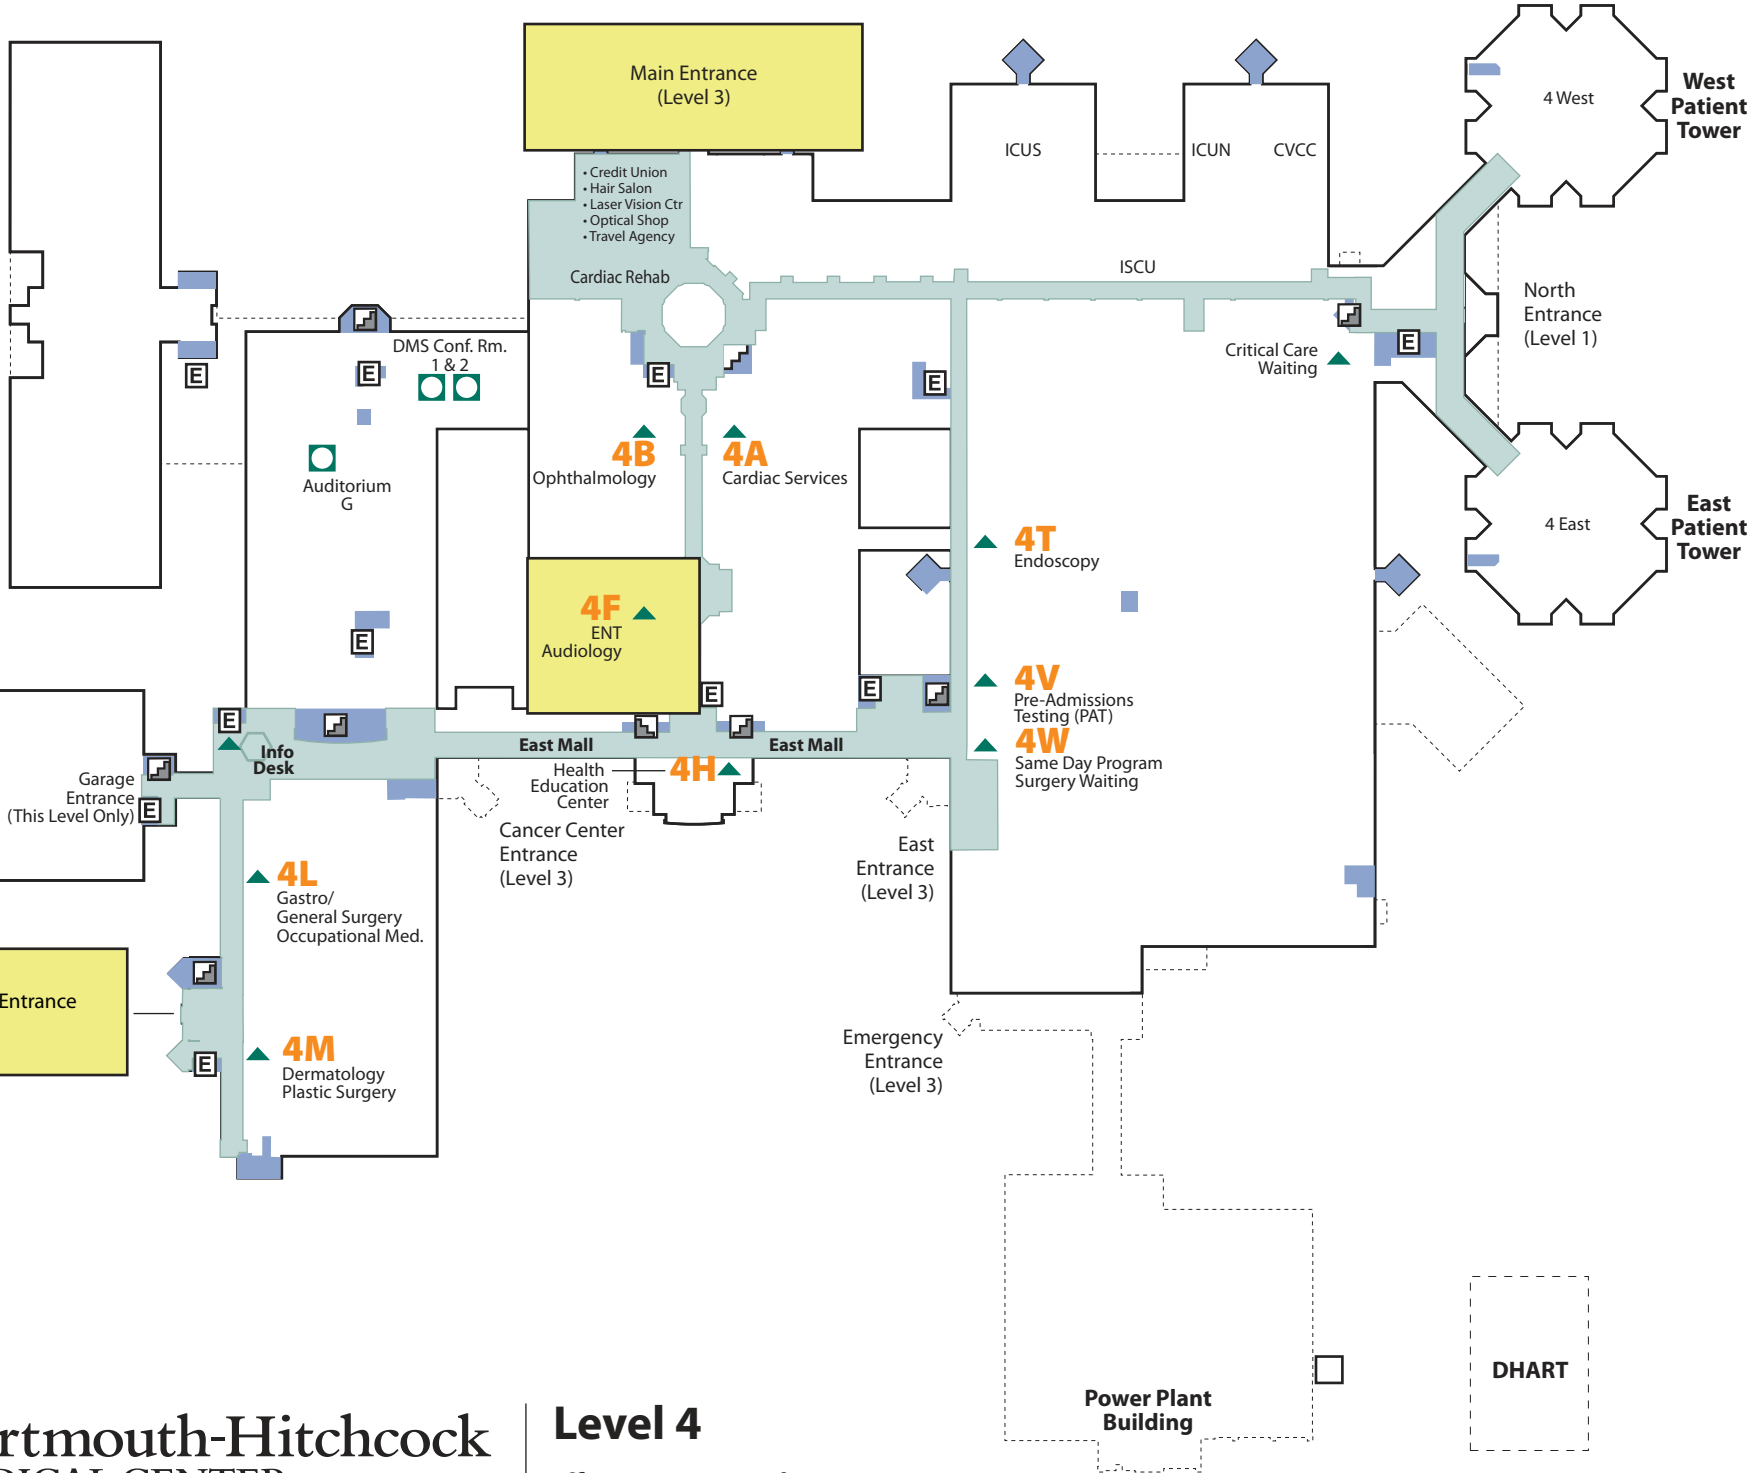 Main Entrance
(Level 3)
• Credit Union
• Hair Salon
• Laser Vision Ctr
• Optical Shop
• Travel Agency
Cardiac Rehab
ICUS
ICUN
CVCC
ISCU
4 West
West
Patient
Tower
North
Entrance
(Level 1)
Critical Care
Waiting
E
E
E
E
E
DMS Conf. Rm.
1 & 2
Auditorium
G
4B
Ophthalmology
4A
Cardiac Services
4 East
East
Patient
Tower
4T
Endoscopy
4F
ENT
Audiology
E
E
E
E
4V
Pre-Admissions
Testing (PAT)
4W
Same Day Program
Surgery Waiting
Info
Desk
East Mall
East Mall
Health
Education
Center
4H
Garage
Entrance
(This Level Only)
E
Cancer Center
Entrance
(Level 3)
East
Entrance
(Level 3)
4L
Gastro/
General Surgery
Occupational Med.
Entrance
4M
Dermatology
Plastic Surgery
E
Emergency
Entrance
(Level 3)
Power Plant
Building
DHART
rtmouth-Hitchcock
Level 4